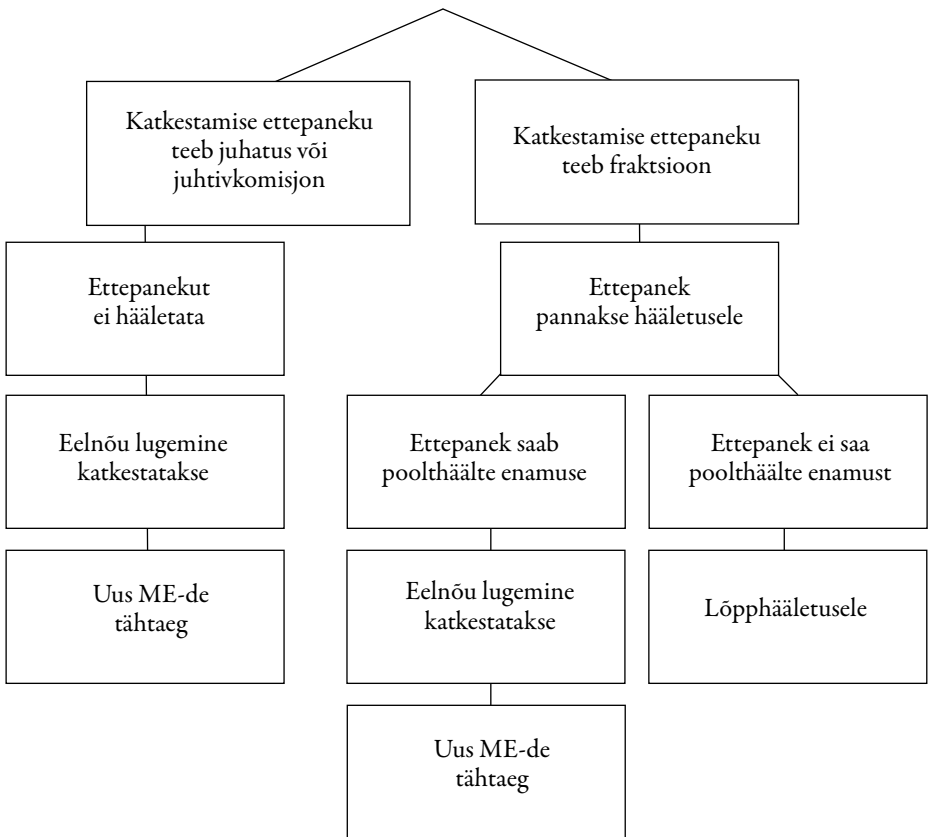 Katkestamise ettepaneku
teeb juhatus või
juhtivkomisjon
Katkestamise ettepaneku
teeb fraktsioon
Ettepanekut
ei hääletata
Ettepanek
pannakse hääletusele
Eelnõu lugemine
katkestatakse
Ettepanek saab
poolthäälte enamuse
Ettepanek ei saa
poolthäälte enamust
Uus ME-de
tähtaeg
Eelnõu lugemine
katkestatakse
Lõpphääletusele
Uus ME-de
tähtaeg